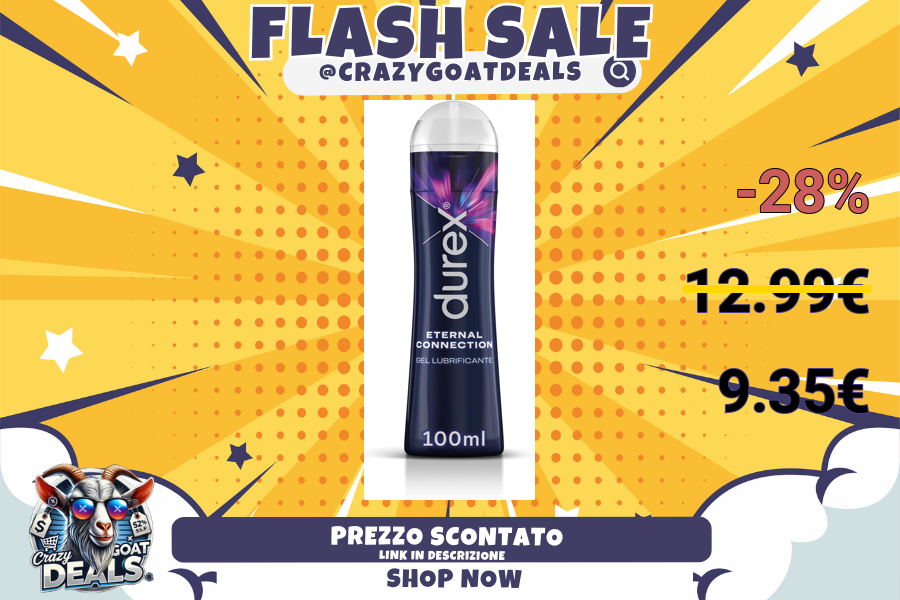 FLASH SALE
@CRAZYGOATDEALS
-28%
12.99€
9.35€
durex®
ETERNAL
CONNECTION
GEL LUBRIFICANTE
100ml
PREZZO SCONTATO
LINK IN DESCRIZIONE
SHOP NOW
$
52%
Crazy
GOAT
DEALS